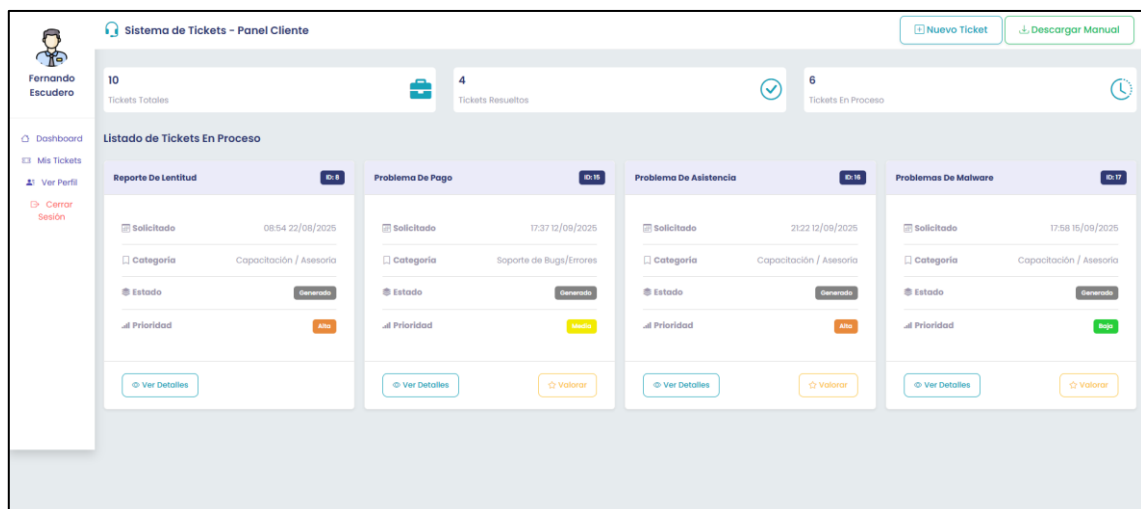 Sistema de Tickets - Panel Cliente
Nuevo Ticket
Descargar Manual
Fernando
Escudero
Dashboard
Mis Tickets
Ver Perfil
Cerrar
Sesión
10
Tickets Totales
4
Tickets Resueltos
6
Tickets En Proceso
Listado de Tickets En Proceso
Reporte De Lentitud
ID: 8
Solicitado
08:54 22/08/2025
Categoria
Capacitación / Asesoria
Estado
Generado
Prioridad
Alta
Ver Detalles
Problema De Pago
ID: 15
Solicitado
17:37 12/09/2025
Categoria
Soporte de Bugs/Errores
Estado
Generado
Prioridad
Media
Ver Detalles
Valorar
Problema De Asistencia
ID: 16
Solicitado
21:22 12/09/2025
Categoria
Capacitación / Asesoria
Estado
Generado
Prioridad
Alta
Ver Detalles
Valorar
Problemas De Malware
ID: 17
Solicitado
17:58 15/09/2025
Categoria
Capacitación / Asesoria
Estado
Generado
Prioridad
Baja
Ver Detalles
Valorar